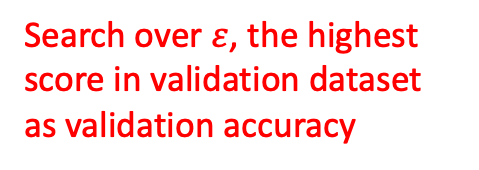 Search over ε, the highest
score in validation dataset
as validation accuracy